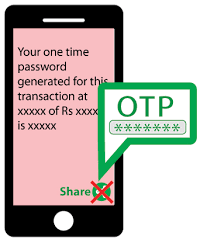 Your one time
password
generated for this
transaction at
xxxxx of Rs xxxx
is xxxxx
OTP
*******
Share